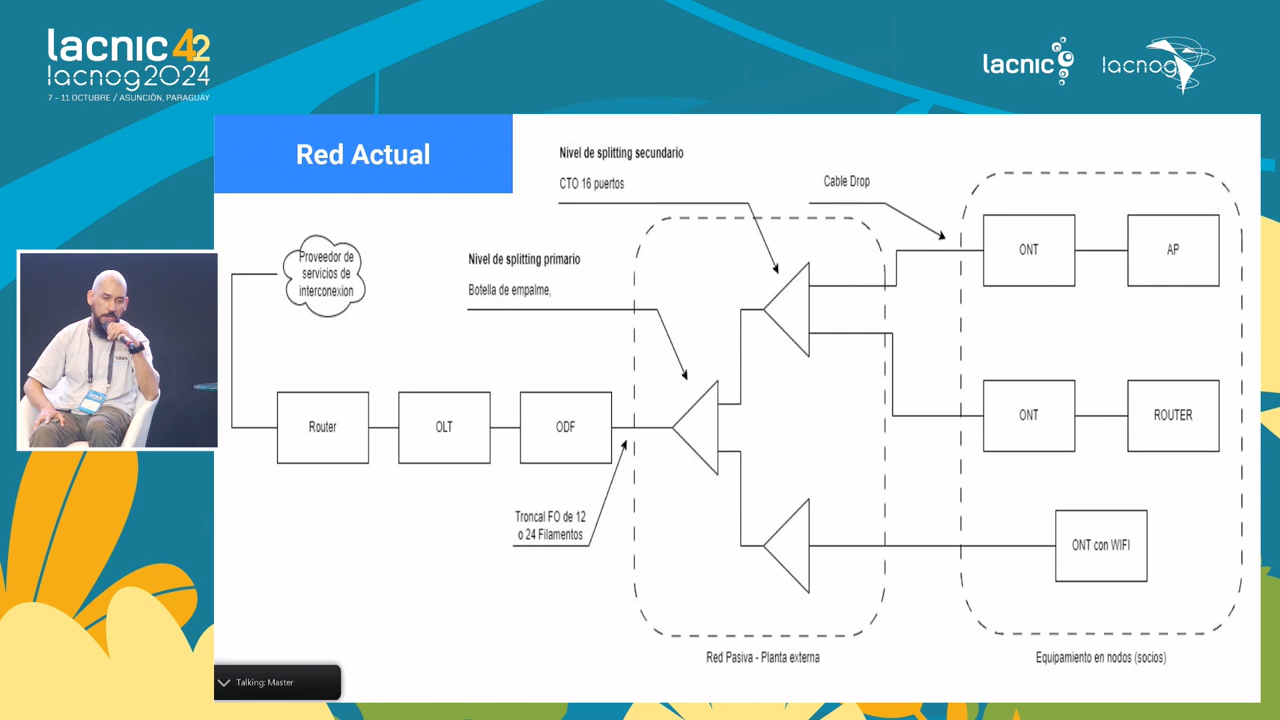 lacnic 42
lacnog2024
7 - 11 OCTUBRE / ASUNCIÓN, PARAGUAY
lacnic
lacnog
Red Actual
Nivel de splitting secundario
CTO 16 puertos
Cable Drop
Proveedor de
servicios de
interconexion
Nivel de splitting primario
Botella de empalme,
ONT
AP
Router
OLT
ODF
ONT
ROUTER
Troncal FO de 12
o 24 Filamentos
ONT con WIFI
Red Pasiva - Planta externa
Equipamiento en nodos (socios)
Talking: Master